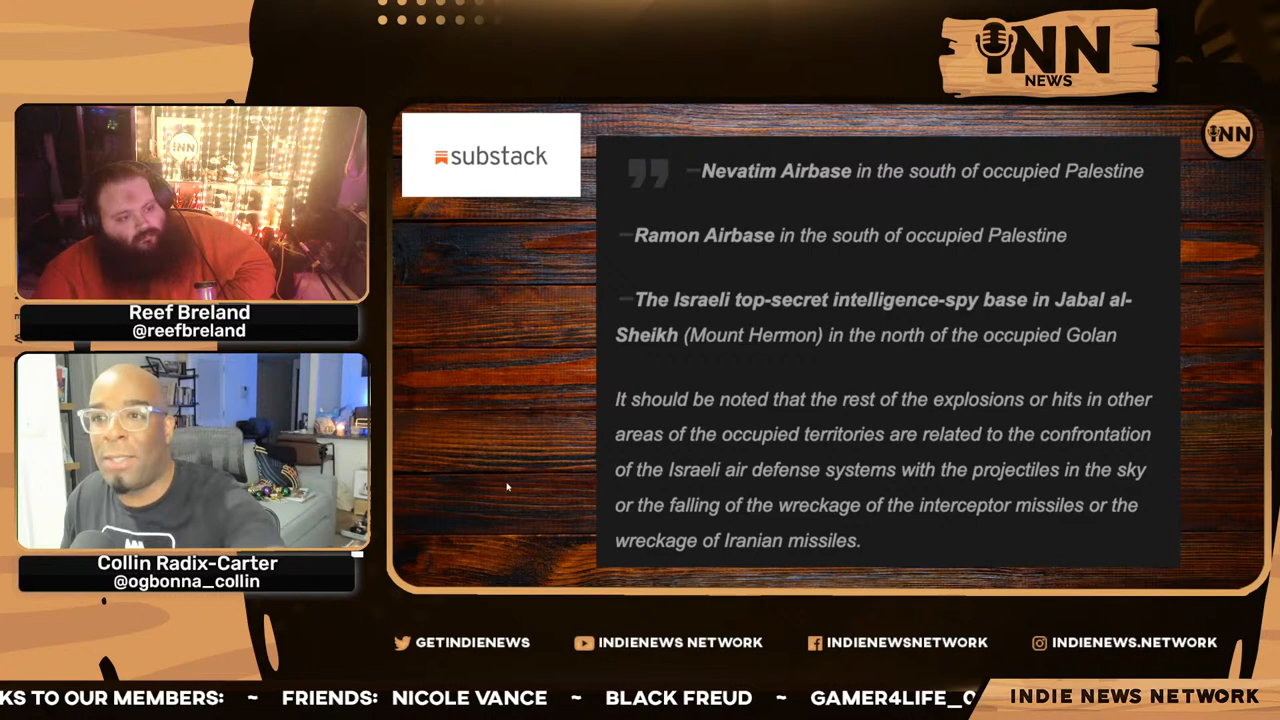 INN
NEWS
INN
INN
substack
—Nevatim Airbase in the south of occupied Palestine
—Ramon Airbase in the south of occupied Palestine
—The Israeli top-secret intelligence-spy base in Jabal al-
Sheikh (Mount Hermon) in the north of the occupied Golan
It should be noted that the rest of the explosions or hits in other
areas of the occupied territories are related to the confrontation
of the Israeli air defense systems with the projectiles in the sky
or the falling of the wreckage of the interceptor missiles or the
wreckage of Iranian missiles.
Reef Breland
@reefbreland
Collin Radix-Carter
@ogbonna_collin
GETINDIENEWS
INDIENEWS NETWORK
INDIENEWSNETWORK
INDIENEWS.NETWORK
KS TO OUR MEMBERS: ~ FRIENDS: NICOLE VANCE ~ BLACK FREUD ~ GAMER4LIFE_
INDIE NEWS NETWORK